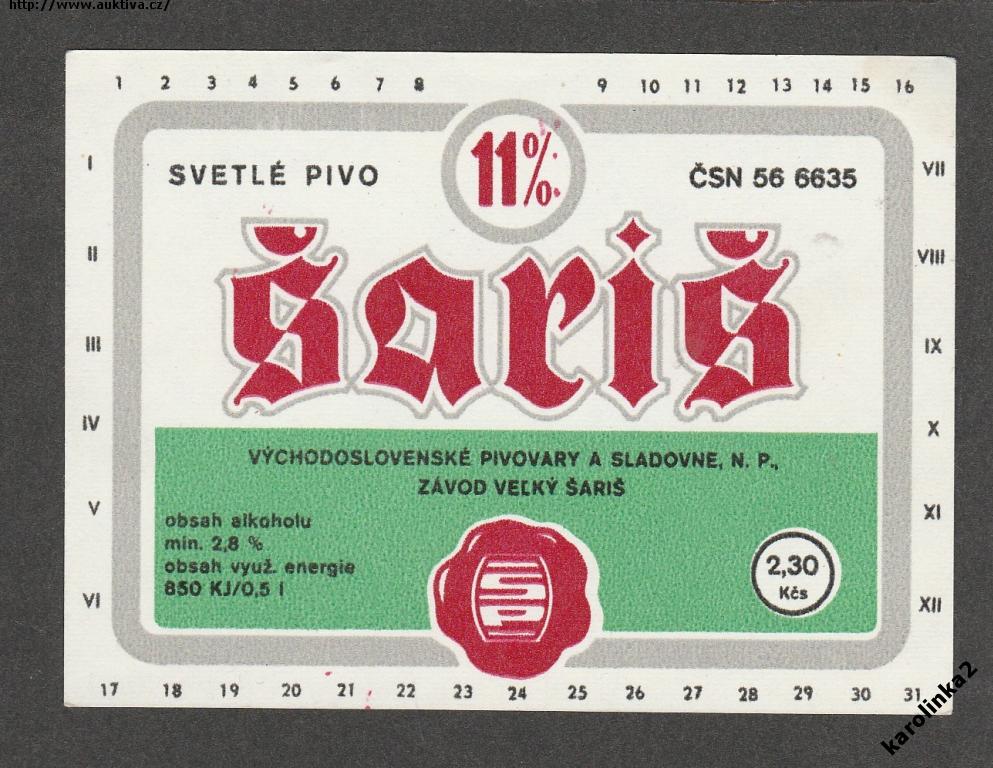 http://www.auktiva.cz/
1 2 3 4 5 6 7 8 9 10 11 12 13 14 15 16
I
VII
SVETLÉ PIVO
11%
ČSN 56 6635
II
VIII
šariš
III
IX
IV
X
VÝCHODOSLOVENSKÉ PIVOVARY A SLADOVNE, N. P.,
ZÁVOD VEĽKÝ ŠARIŠ
V
XI
obsah alkoholu
min. 2,8 %
obsah využ. energie
850 KJ/0,5 l
2,30
Kčs
VI
XII
17 18 19 20 21 22 23 24 25 26 27 28 29 30 31
karolinka2